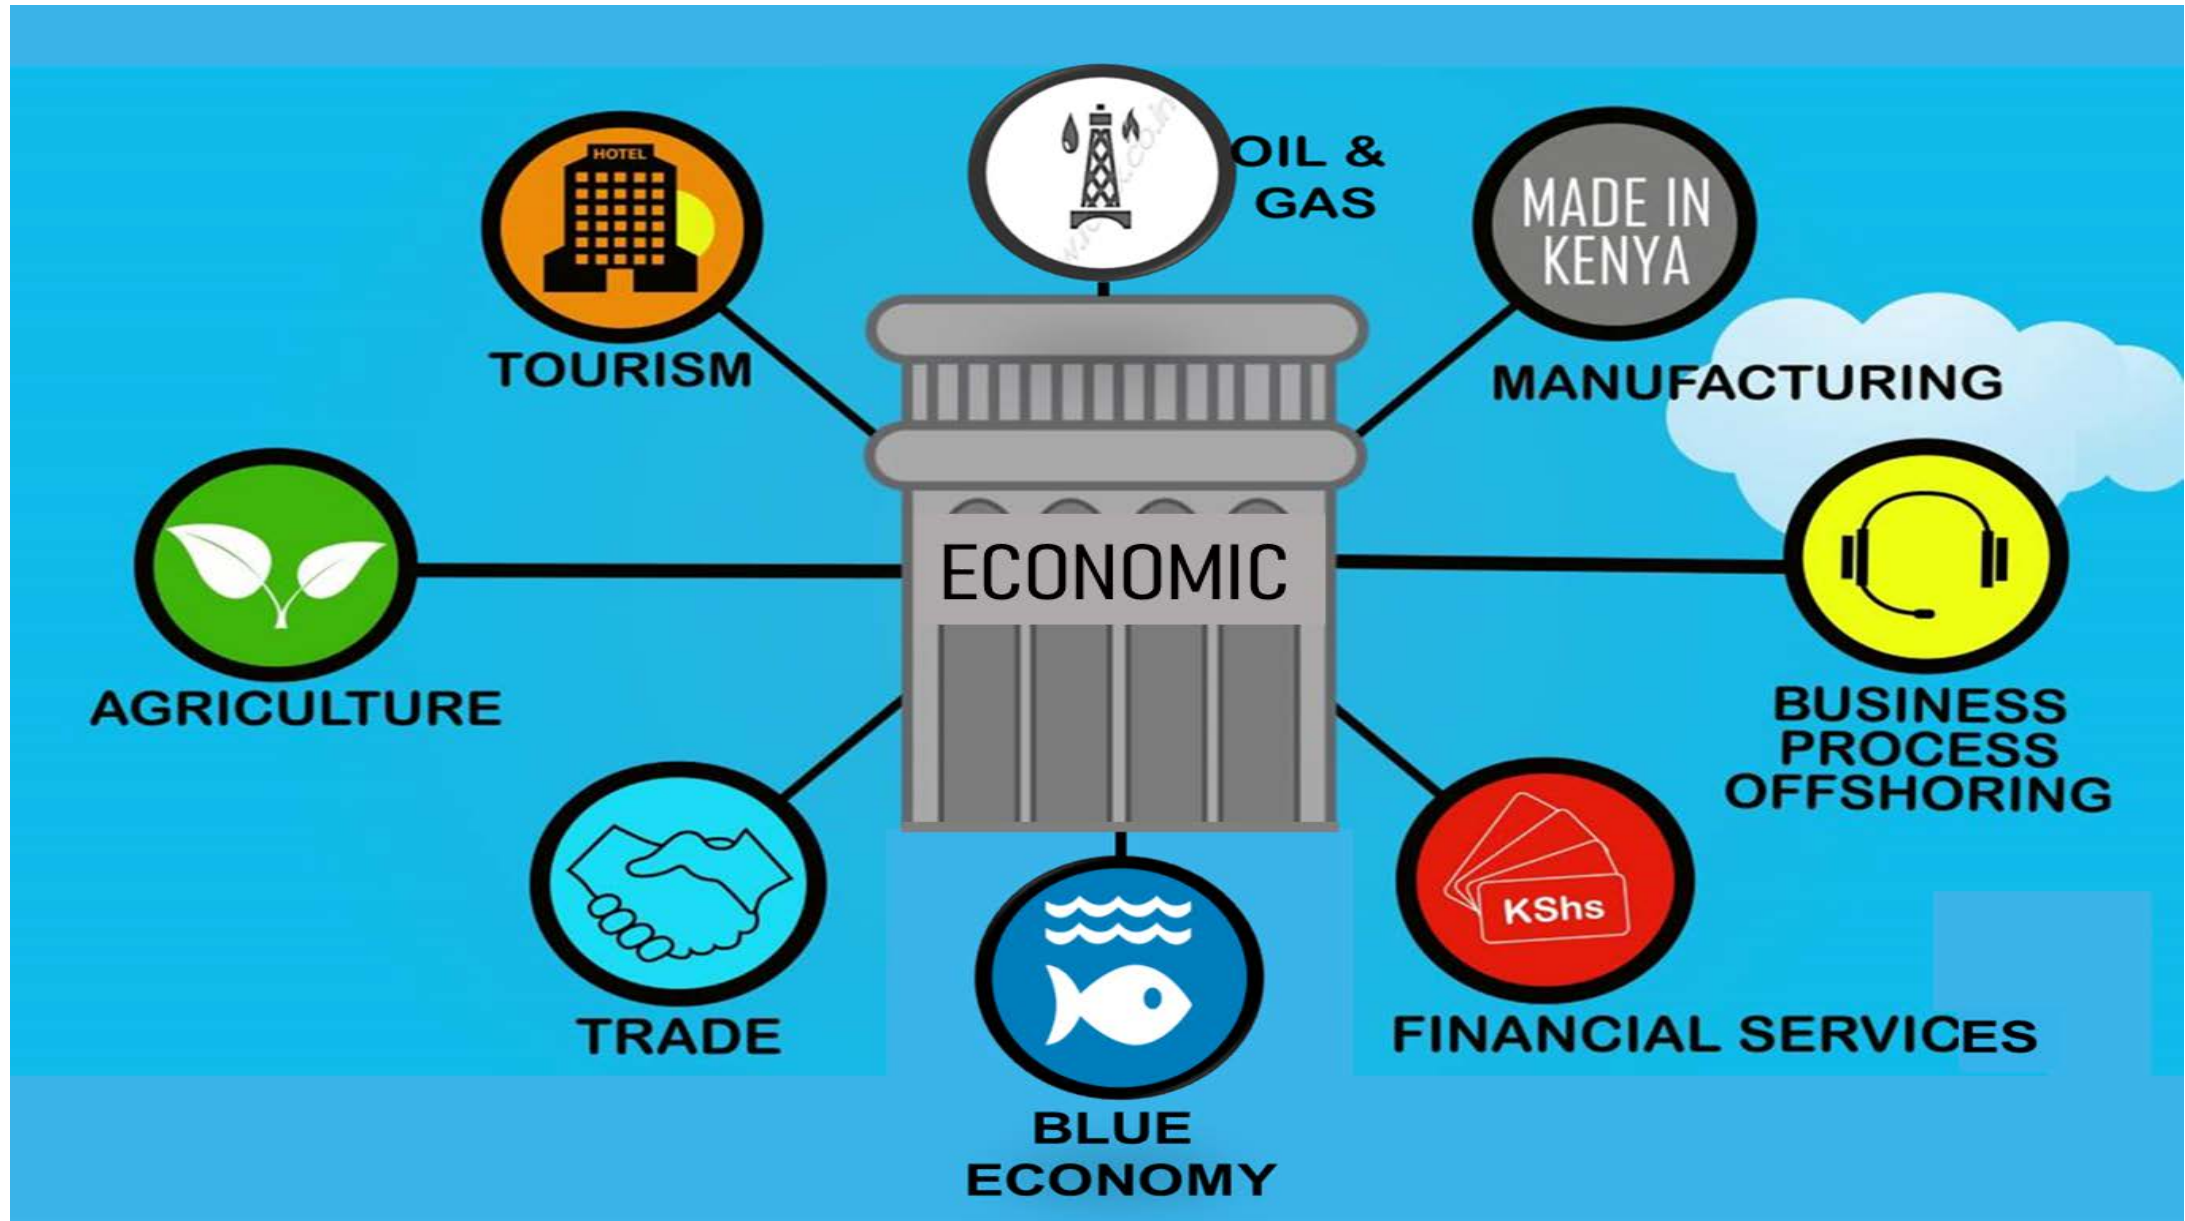 HOTEL
TOURISM
OIL &
GAS
MADE IN
KENYA
MANUFACTURING
ECONOMIC
AGRICULTURE
BUSINESS
PROCESS
OFFSHORING
TRADE
KShs
FINANCIAL SERVICES
BLUE
ECONOMY